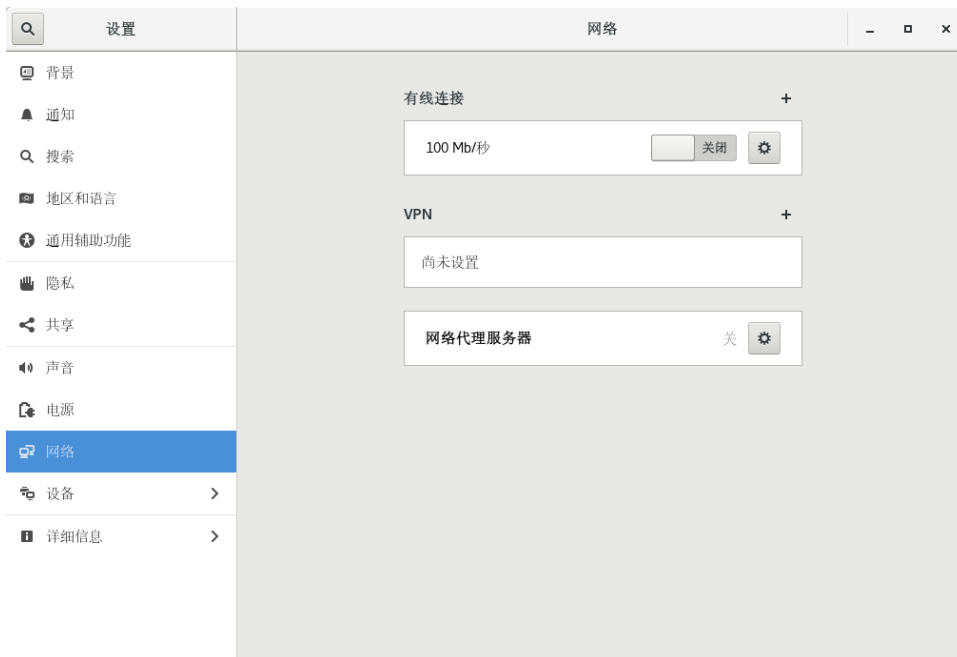 设置
网络
背景
通知
搜索
地区和语言
通用辅助功能
隐私
共享
声音
电源
网络
设备
详细信息
有线连接
100 Mb/秒 关闭
VPN
尚未设置
网络代理服务器 关